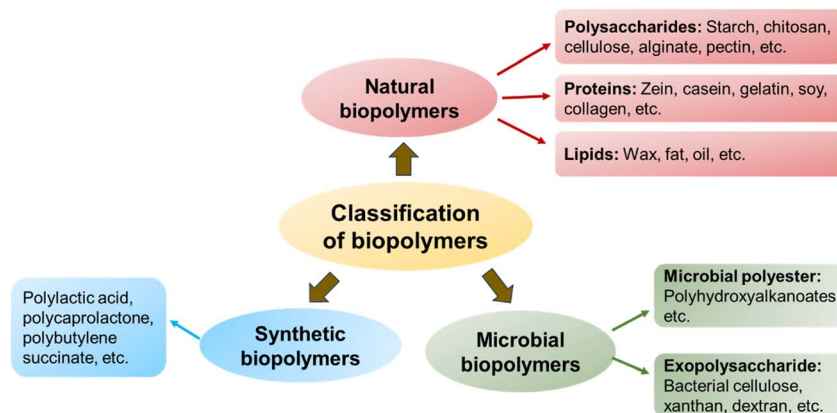 Polysaccharides: Starch, chitosan,
cellulose, alginate, pectin, etc.
Natural
biopolymers
Proteins: Zein, casein, gelatin, soy,
collagen, etc.
Lipids: Wax, fat, oil, etc.
Classification
of biopolymers
Polylactic acid,
polycaprolactone,
polybutylene
succinate, etc.
Synthetic
biopolymers
Microbial
biopolymers
Microbial polyester:
Polyhydroxyalkanoates
etc.
Exopolysaccharide:
Bacterial cellulose,
xanthan, dextran, etc.